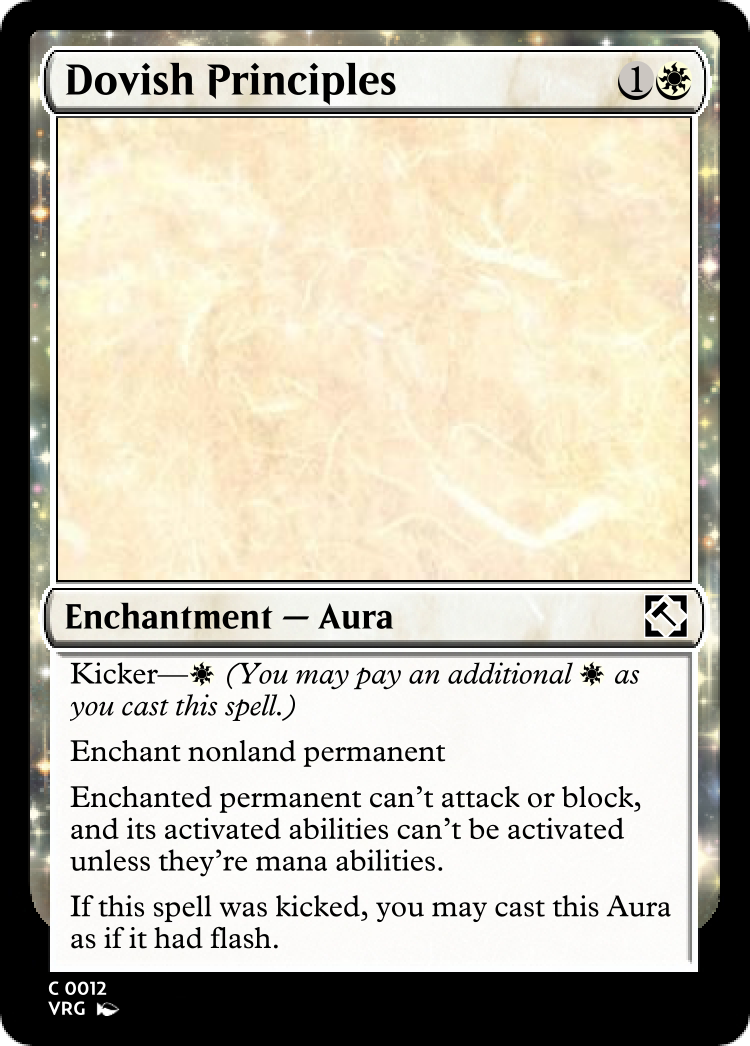 Dovish Principles 1
Enchantment — Aura
Kicker— (You may pay an additional as
you cast this spell.)
Enchant nonland permanent
Enchanted permanent can't attack or block,
and its activated abilities can't be activated
unless they're mana abilities.
If this spell was kicked, you may cast this Aura
as if it had flash.
C 0012
VRG